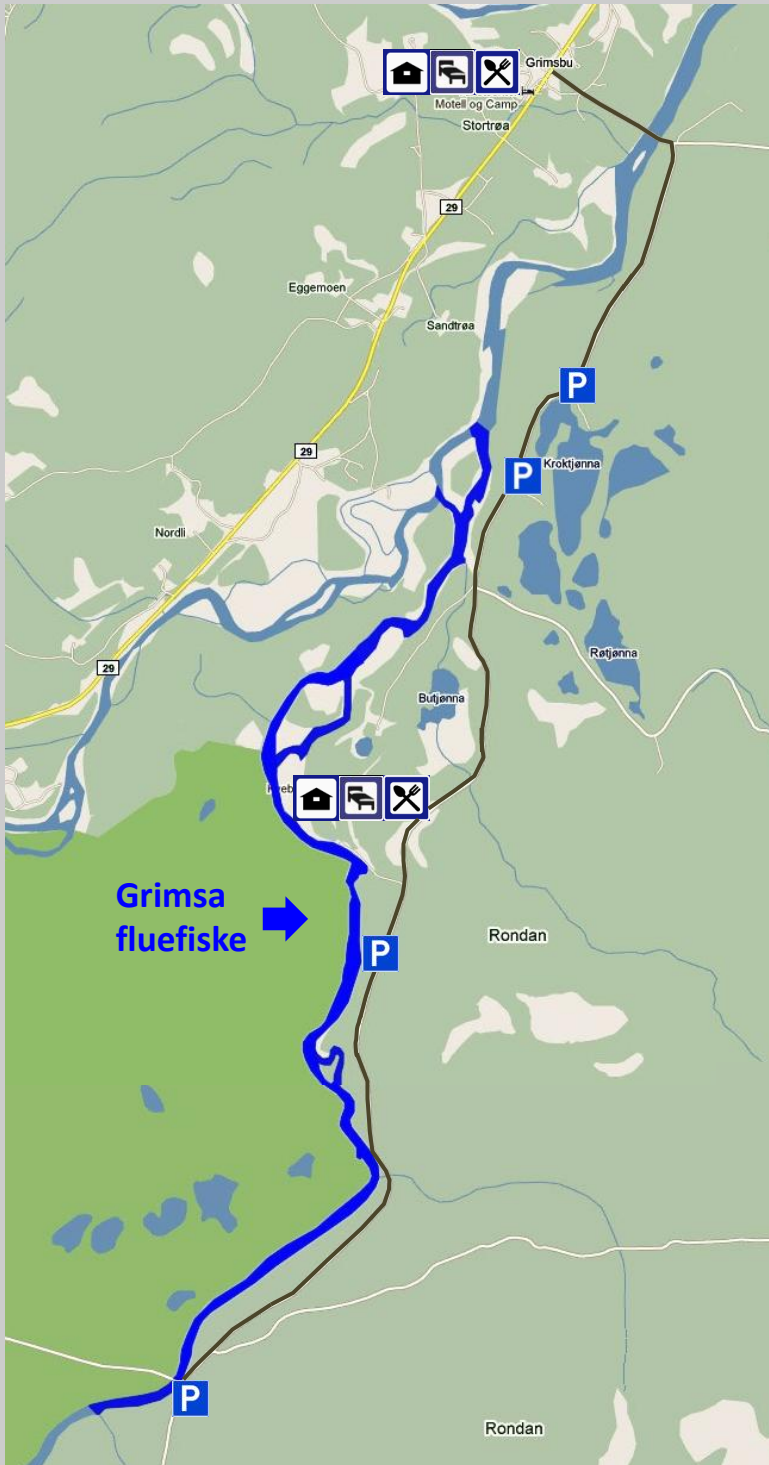 Grimsbu
Motell og Camp
Stortrøa
29
Eggemoen
Sandtrøa
P
29
Kroktjønna
P
Nordli
Røtjønna
29
Butjønna
Grimsa
fluefiske
Rondan
P
P
Rondan